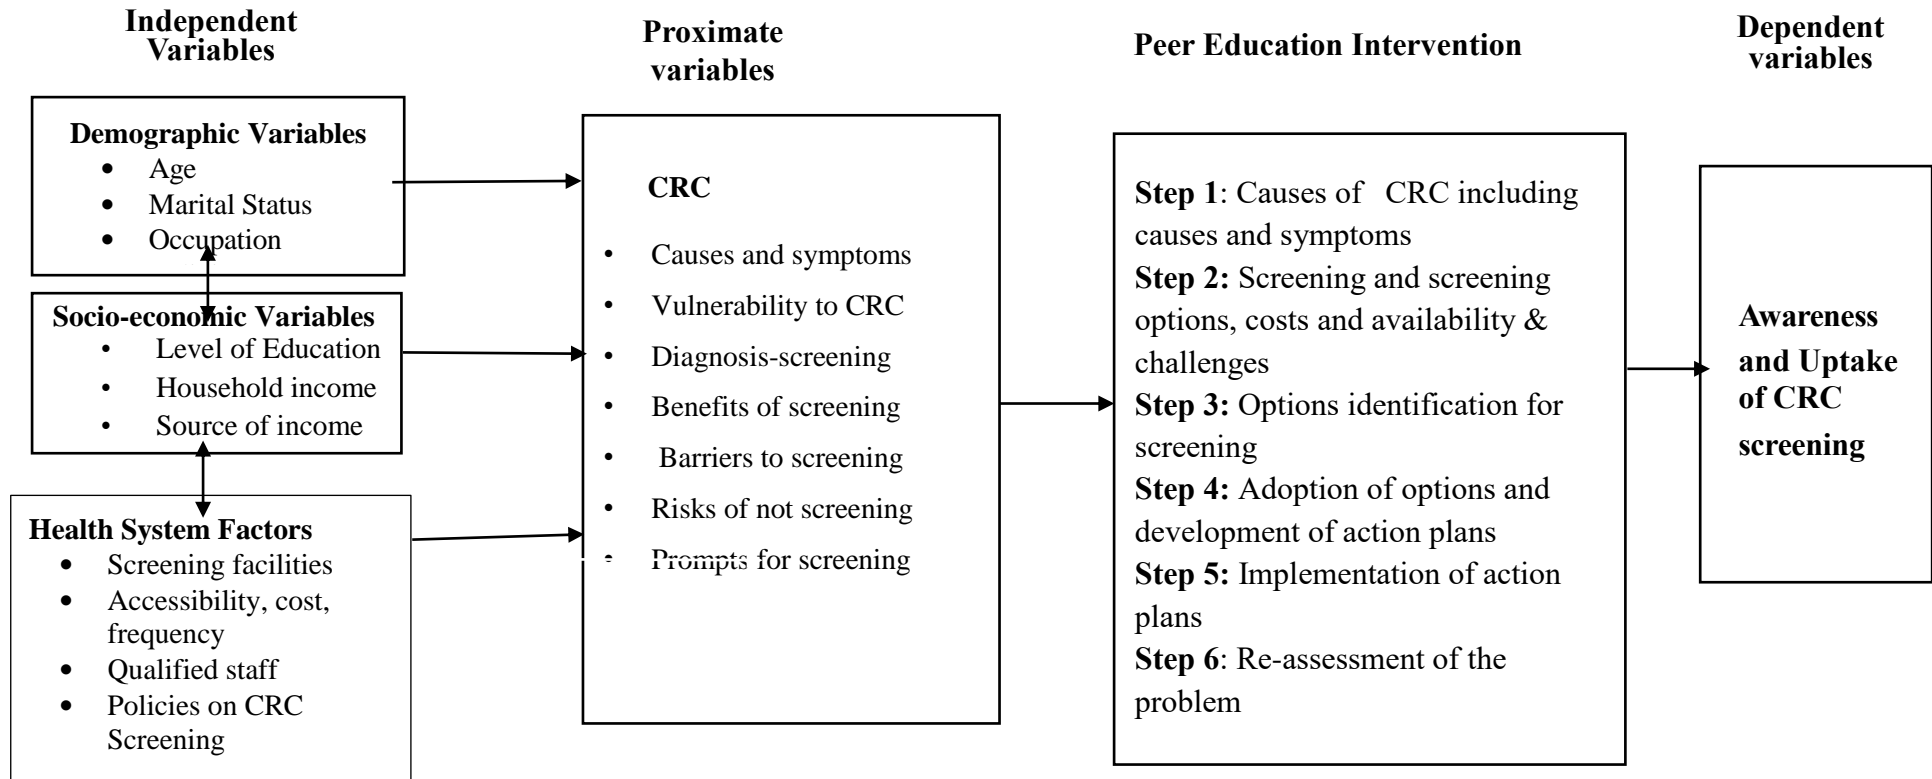 Independent
Variables
Proximate
variables
Peer Education Intervention
Dependent
variables
Demographic Variables
• Age
• Marital Status
• Occupation
Socio-economic Variables
• Level of Education
• Household income
• Source of income
Health System Factors
• Screening facilities
• Accessibility, cost,
frequency
• Qualified staff
• Policies on CRC
Screening
CRC
• Causes and symptoms
• Vulnerability to CRC
• Diagnosis-screening
• Benefits of screening
• Barriers to screening
• Risks of not screening
• Prompts for screening
Step 1: Causes of CRC including
causes and symptoms
Step 2: Screening and screening
options, costs and availability &
challenges
Step 3: Options identification for
screening
Step 4: Adoption of options and
development of action plans
Step 5: Implementation of action
plans
Step 6: Re-assessment of the
problem
Awareness
and Uptake
of CRC
screening